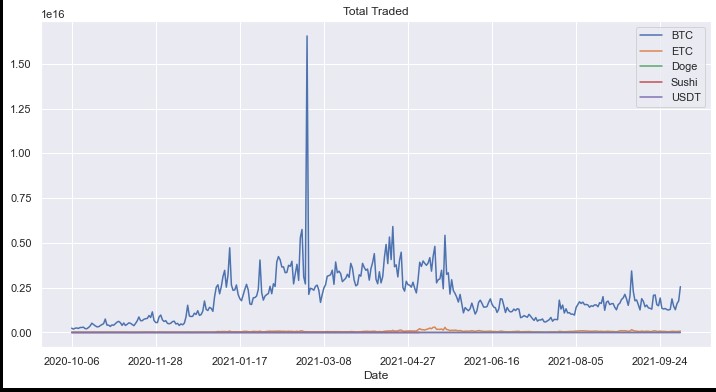 Total Traded
1e16
1.50
1.25
1.00
0.75
0.50
0.25
0.00
BTC
ETC
Doge
Sushi
USDT
2020-10-06 2020-11-28 2021-01-17 2021-03-08 2021-04-27 2021-06-16 2021-08-05 2021-09-24
Date